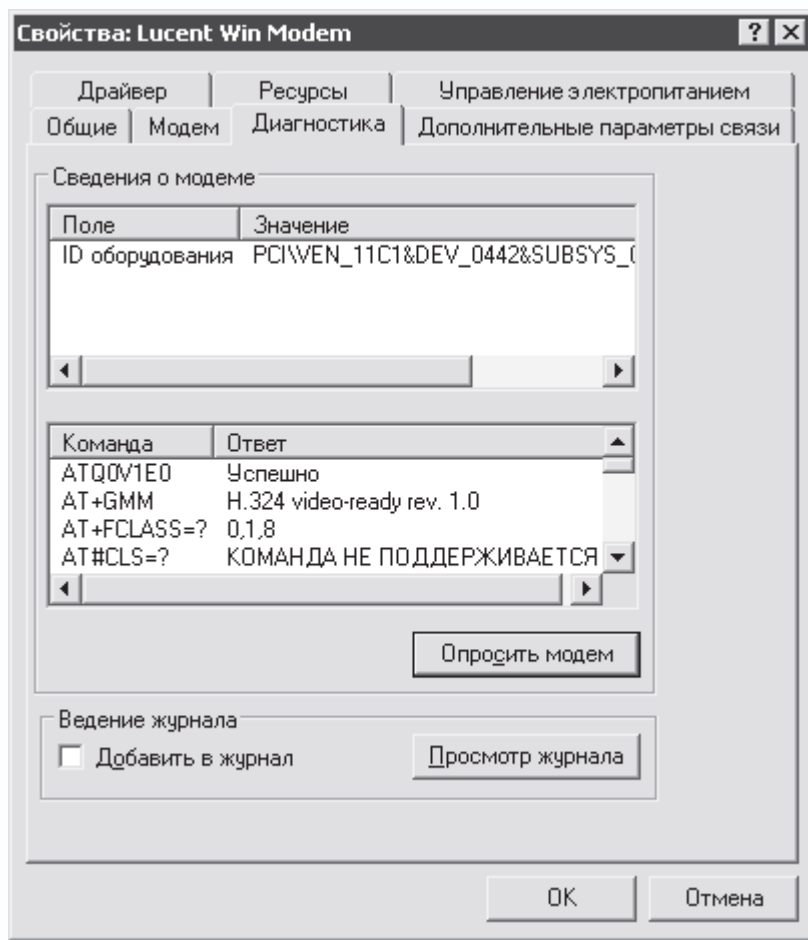 Свойства: Lucent Win Modem
Драйвер Ресурсы Управление электропитанием
Общие Модем Диагностика Дополнительные параметры связи
Сведения о модеме
Поле Значение
ID оборудования PCI\VEN_11C1&DEV_0442&SUBSYS_
Команда Ответ
ATQ0V1E0 Успешно
AT+GMM H.324 video-ready rev. 1.0
AT+FCLASS=? 0,1,8
AT#CLS=? КОМАНДА НЕ ПОДДЕРЖИВАЕТСЯ
Опросить модем
Ведение журнала
Добавить в журнал Просмотр журнала
OK Отмена